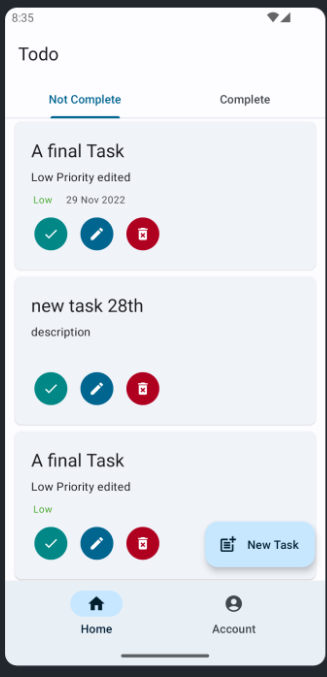 8:35
Todo
Not Complete
Complete
A final Task
Low Priority edited
Low 29 Nov 2022
new task 28th
description
A final Task
Low Priority edited
Low
New Task
Home
Account